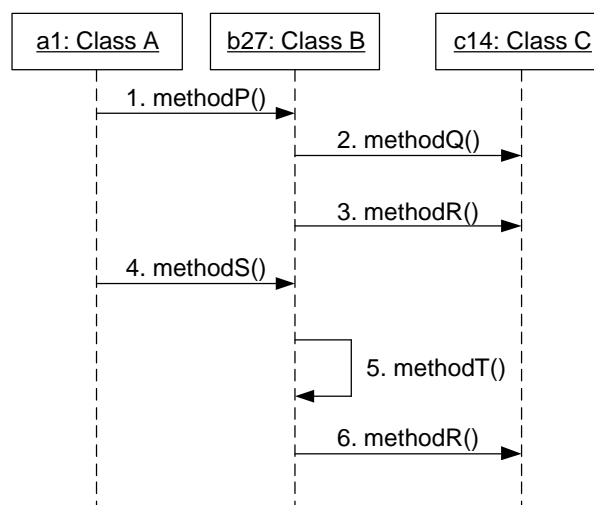 a1: Class A
b27: Class B
c14: Class C
1. methodP()
2. methodQ()
3. methodR()
4. methodS()
5. methodT()
6. methodR()